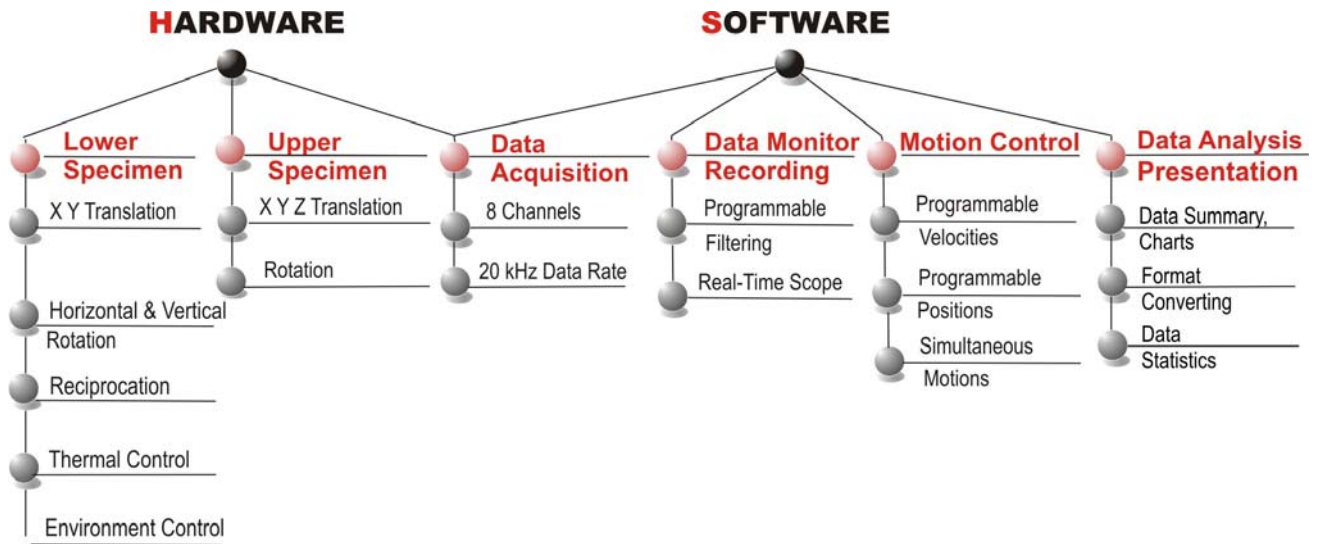 HARDWARE
SOFTWARE
Lower
Specimen
X Y Translation
Horizontal & Vertical
Rotation
Reciprocation
Thermal Control
Environment Control
Upper
Specimen
X Y Z Translation
Rotation
Data
Acquisition
8 Channels
20 kHz Data Rate
Data Monitor
Recording
Programmable
Filtering
Real-Time Scope
Motion Control
Programmable
Velocities
Programmable
Positions
Simultaneous
Motions
Data Analysis
Presentation
Data Summary,
Charts
Format
Converting
Data
Statistics